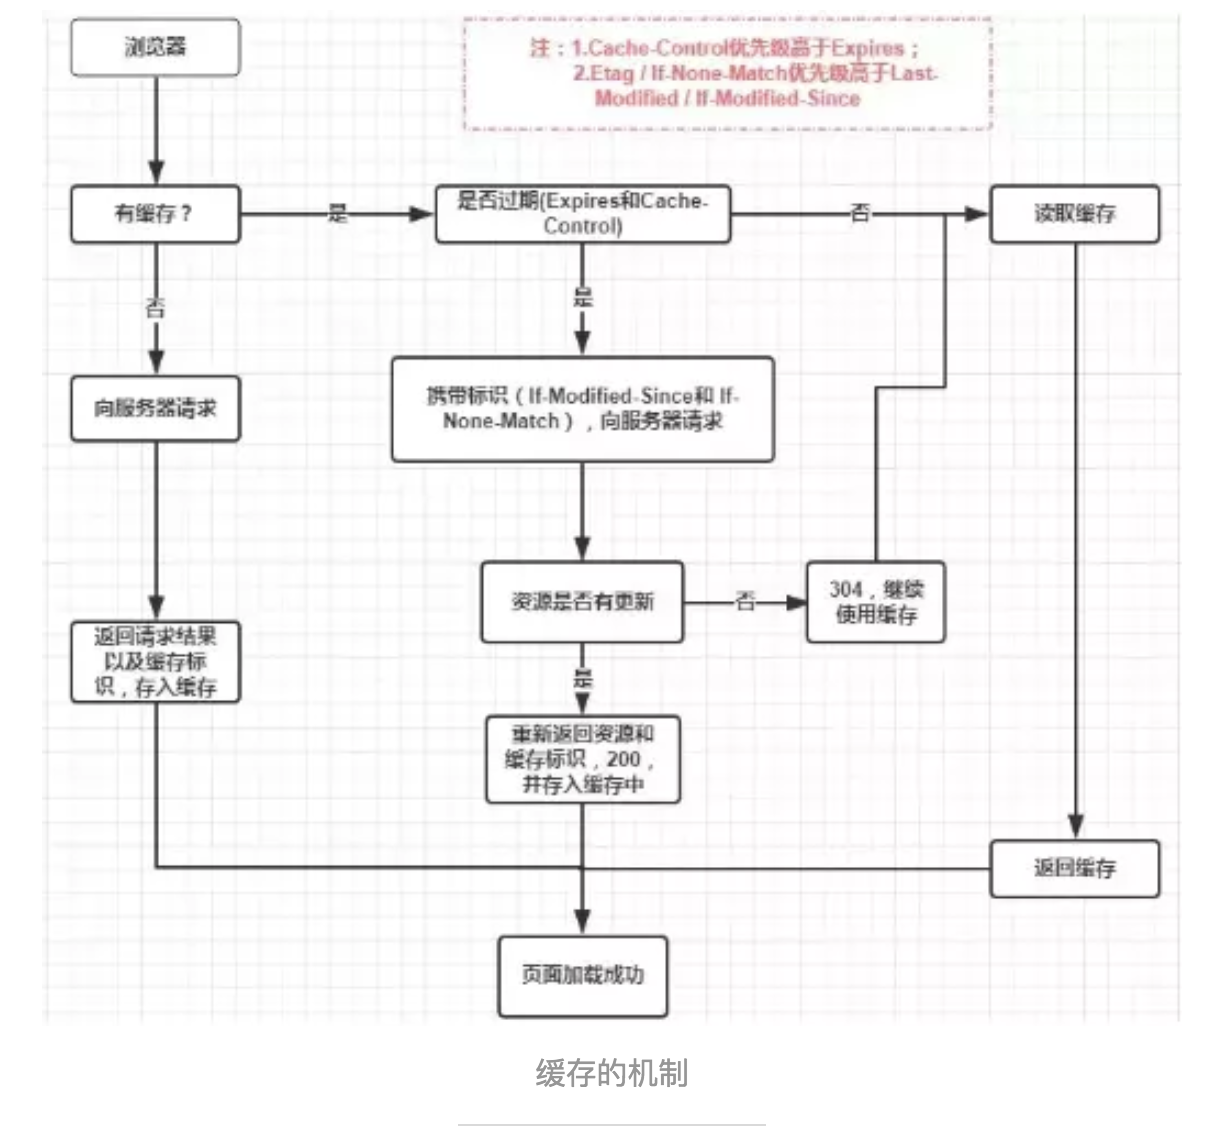 浏览器
注：1.Cache-Control优先级高于Expires；
2.Etag / If-None-Match优先级高于Last-
Modified / If-Modified-Since
有缓存？
是
是否过期(Expires和Cache-
Control)
否
读取缓存
否
是
向服务器请求
携带标识（If-Modified-Since和 If-
None-Match），向服务器请求
资源是否有更新
否
304，继续
使用缓存
返回请求结果
以及缓存标
识，存入缓存
是
重新返回资源和
缓存标识，200，
并存入缓存中
返回缓存
页面加载成功
缓存的机制